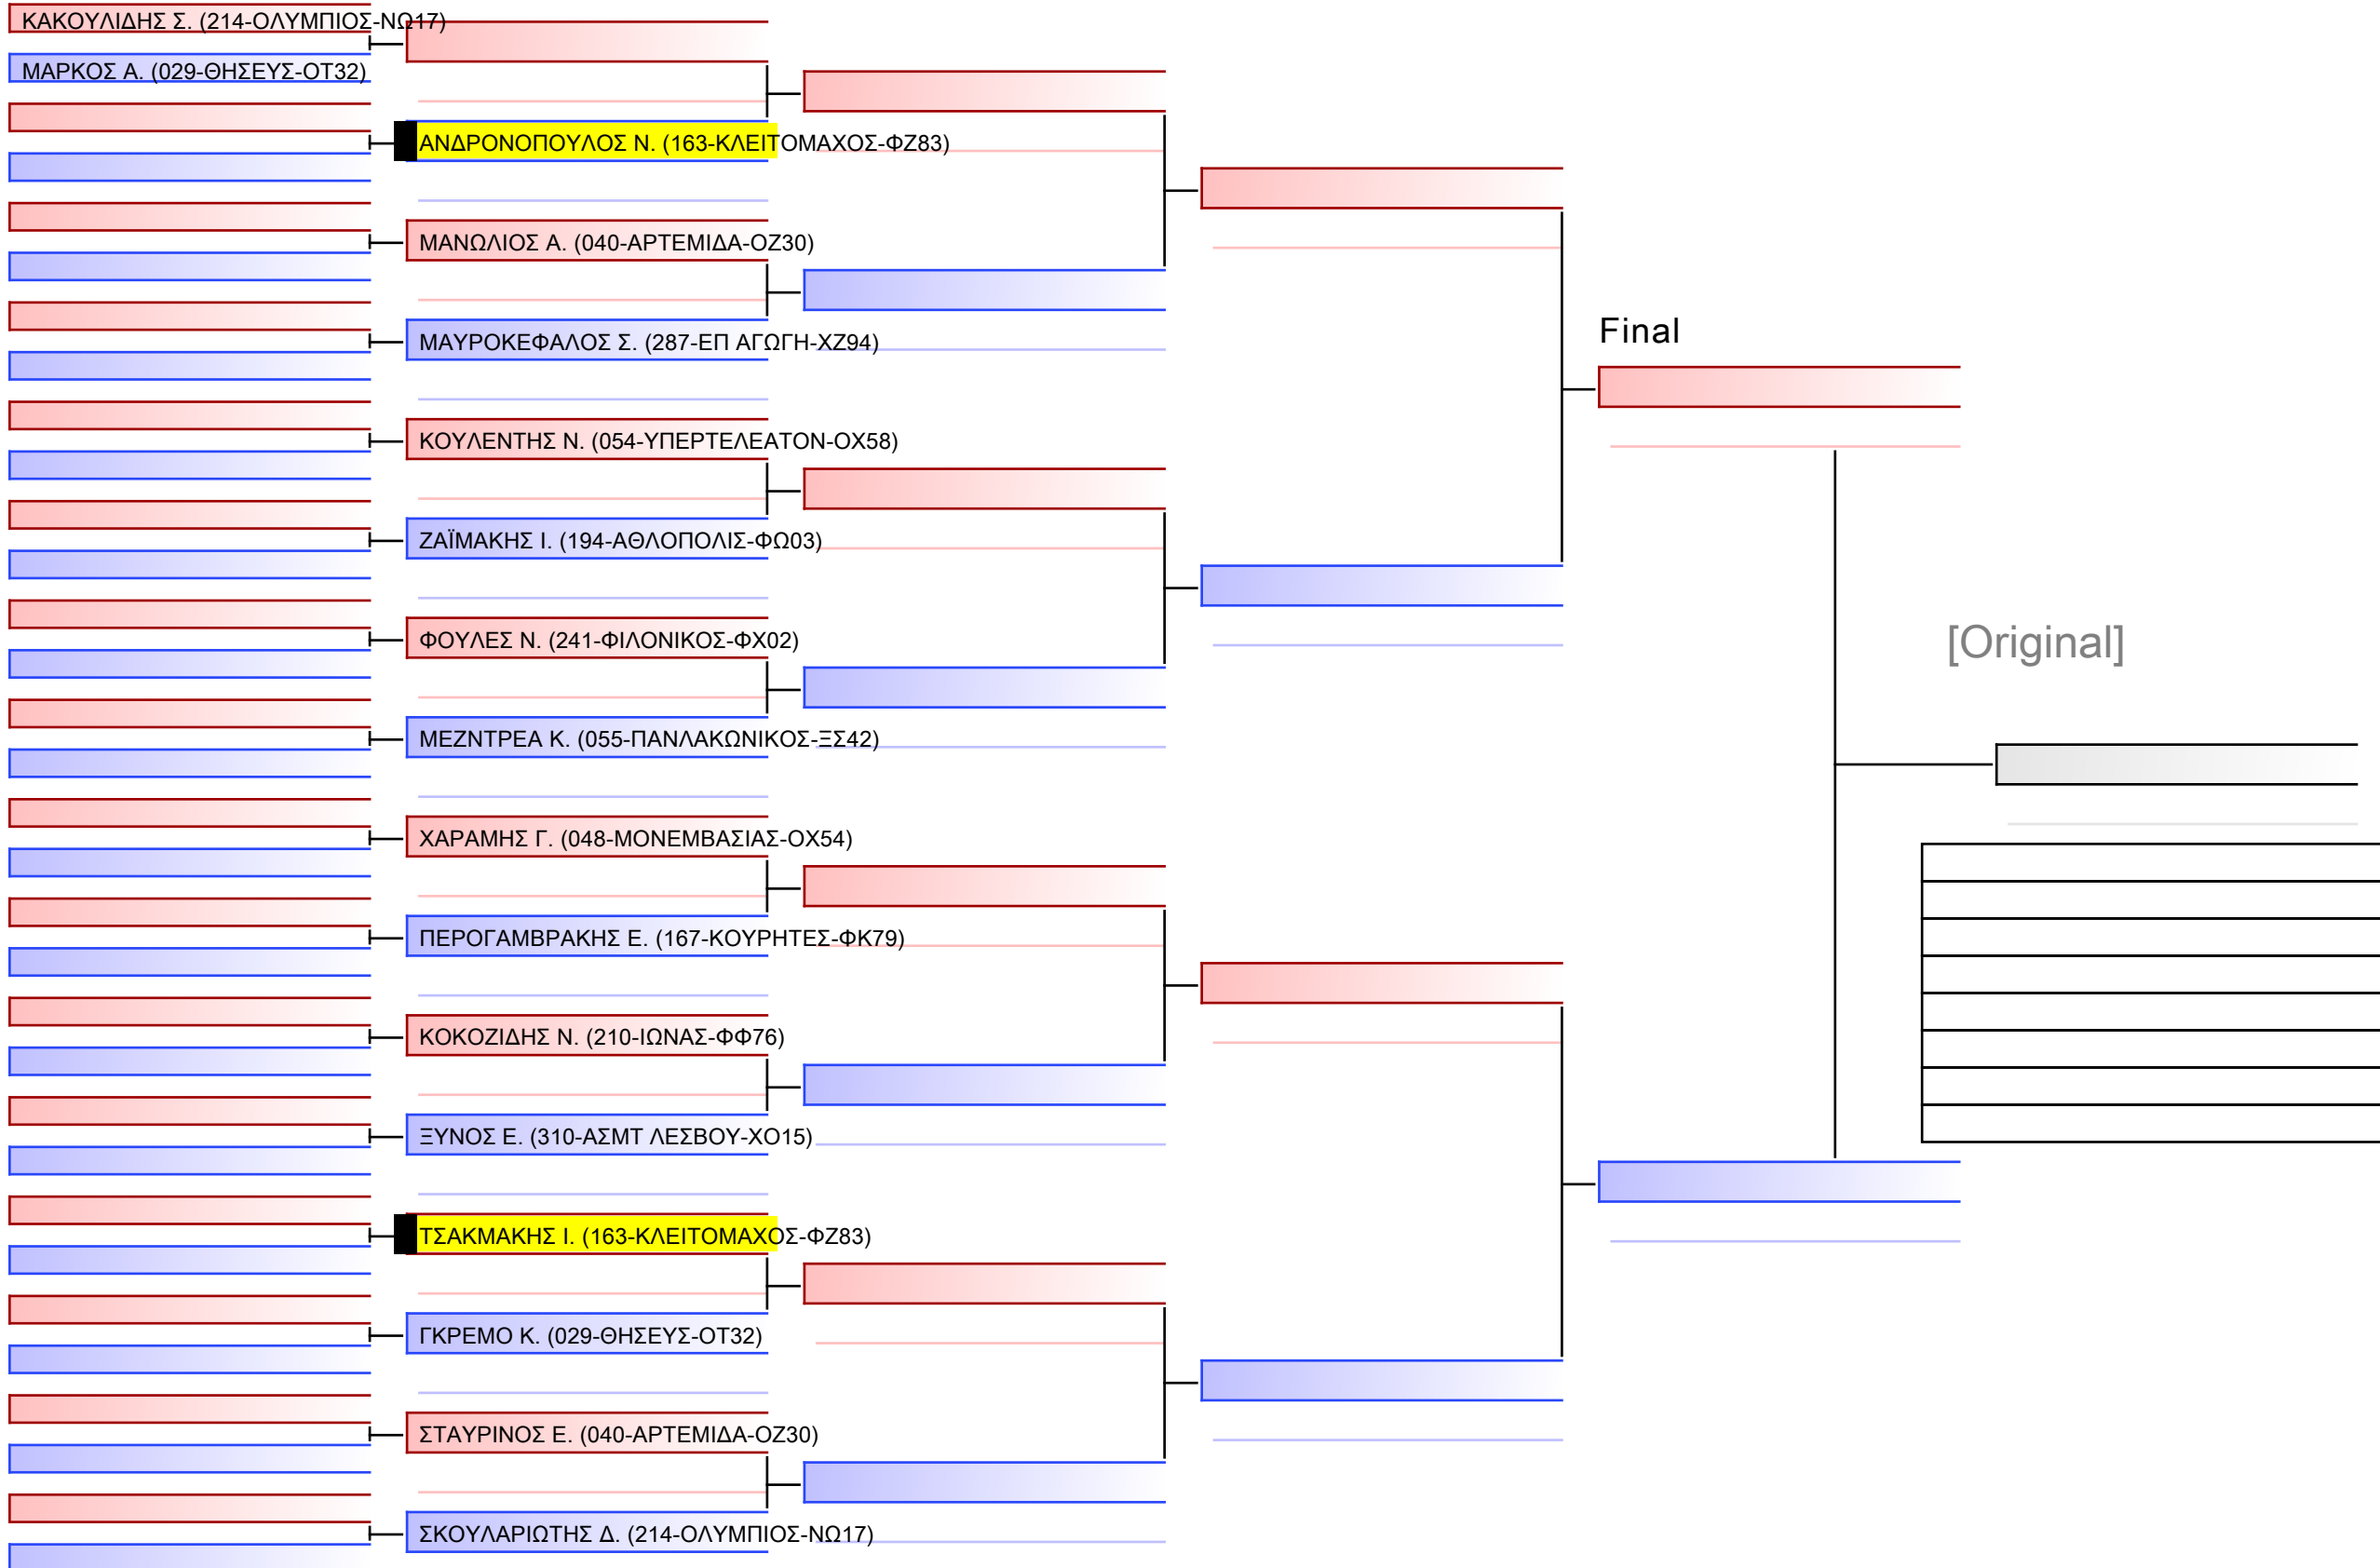 ΚΑΚΟΥΛΙΔΗΣ Σ. (214-ΟΛΥΜΠΙΟΣ-ΝΩ17)
ΜΑΡΚΟΣ Α. (029-ΘΗΣΕΥΣ-ΟΤ32)
ΑΝΔΡΟΝΟΠΟΥΛΟΣ Ν. (163-ΚΛΕΙΤΟΜΑΧΟΣ-ΦΖ83)
ΜΑΝΩΛΙΟΣ Α. (040-ΑΡΤΕΜΙΔΑ-ΟΖ30)
ΜΑΥΡΟΚΕΦΑΛΟΣ Σ. (287-ΕΠ ΑΓΩΓΗ-ΧΖ94)
ΚΟΥΛΕΝΤΗΣ Ν. (054-ΥΠΕΡΤΕΛΕΑΤΟΝ-ΟΧ58)
ΖΑΪΜΑΚΗΣ Ι. (194-ΑΘΛΟΠΟΛΙΣ-ΦΩ03)
ΦΟΥΛΕΣ Ν. (241-ΦΙΛΟΝΙΚΟΣ-ΦΧ02)
ΜΕΖΝΤΡΕΑ Κ. (055-ΠΑΝΛΑΚΩΝΙΚΟΣ-ΞΣ42)
ΧΑΡΑΜΗΣ Γ. (048-ΜΟΝΕΜΒΑΣΙΑΣ-ΟΧ54)
ΠΕΡΟΓΑΜΒΡΑΚΗΣ Ε. (167-ΚΟΥΡΗΤΕΣ-ΦΚ79)
ΚΟΚΟΖΙΔΗΣ Ν. (210-ΙΩΝΑΣ-ΦΦ76)
ΞΥΝΟΣ Ε. (310-ΑΣΜΤ ΛΕΣΒΟΥ-ΧΟ15)
ΤΣΑΚΜΑΚΗΣ Ι. (163-ΚΛΕΙΤΟΜΑΧΟΣ-ΦΖ83)
ΓΚΡΕΜΟ Κ. (029-ΘΗΣΕΥΣ-ΟΤ32)
ΣΤΑΥΡΙΝΟΣ Ε. (040-ΑΡΤΕΜΙΔΑ-ΟΖ30)
ΣΚΟΥΛΑΡΙΩΤΗΣ Δ. (214-ΟΛΥΜΠΙΟΣ-ΝΩ17)
Final
[Original]